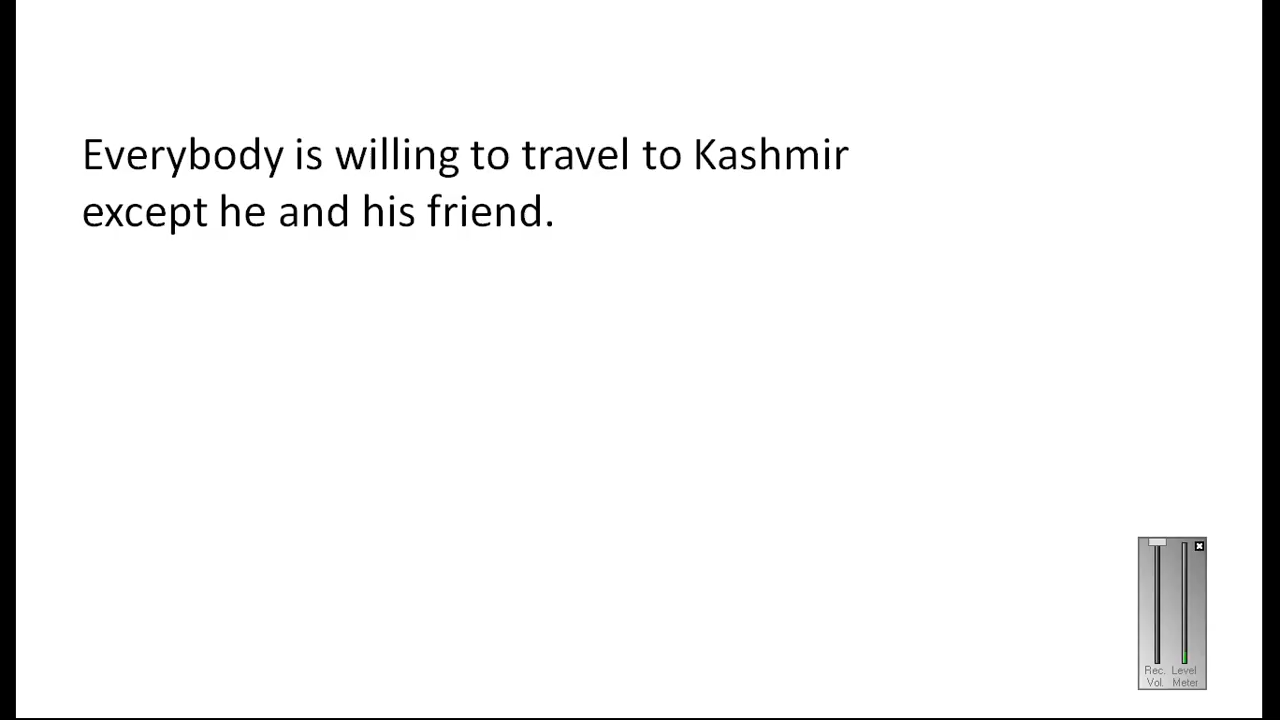 Everybody is willing to travel to Kashmir
except he and his friend.
Rec. Level
Vol. Meter